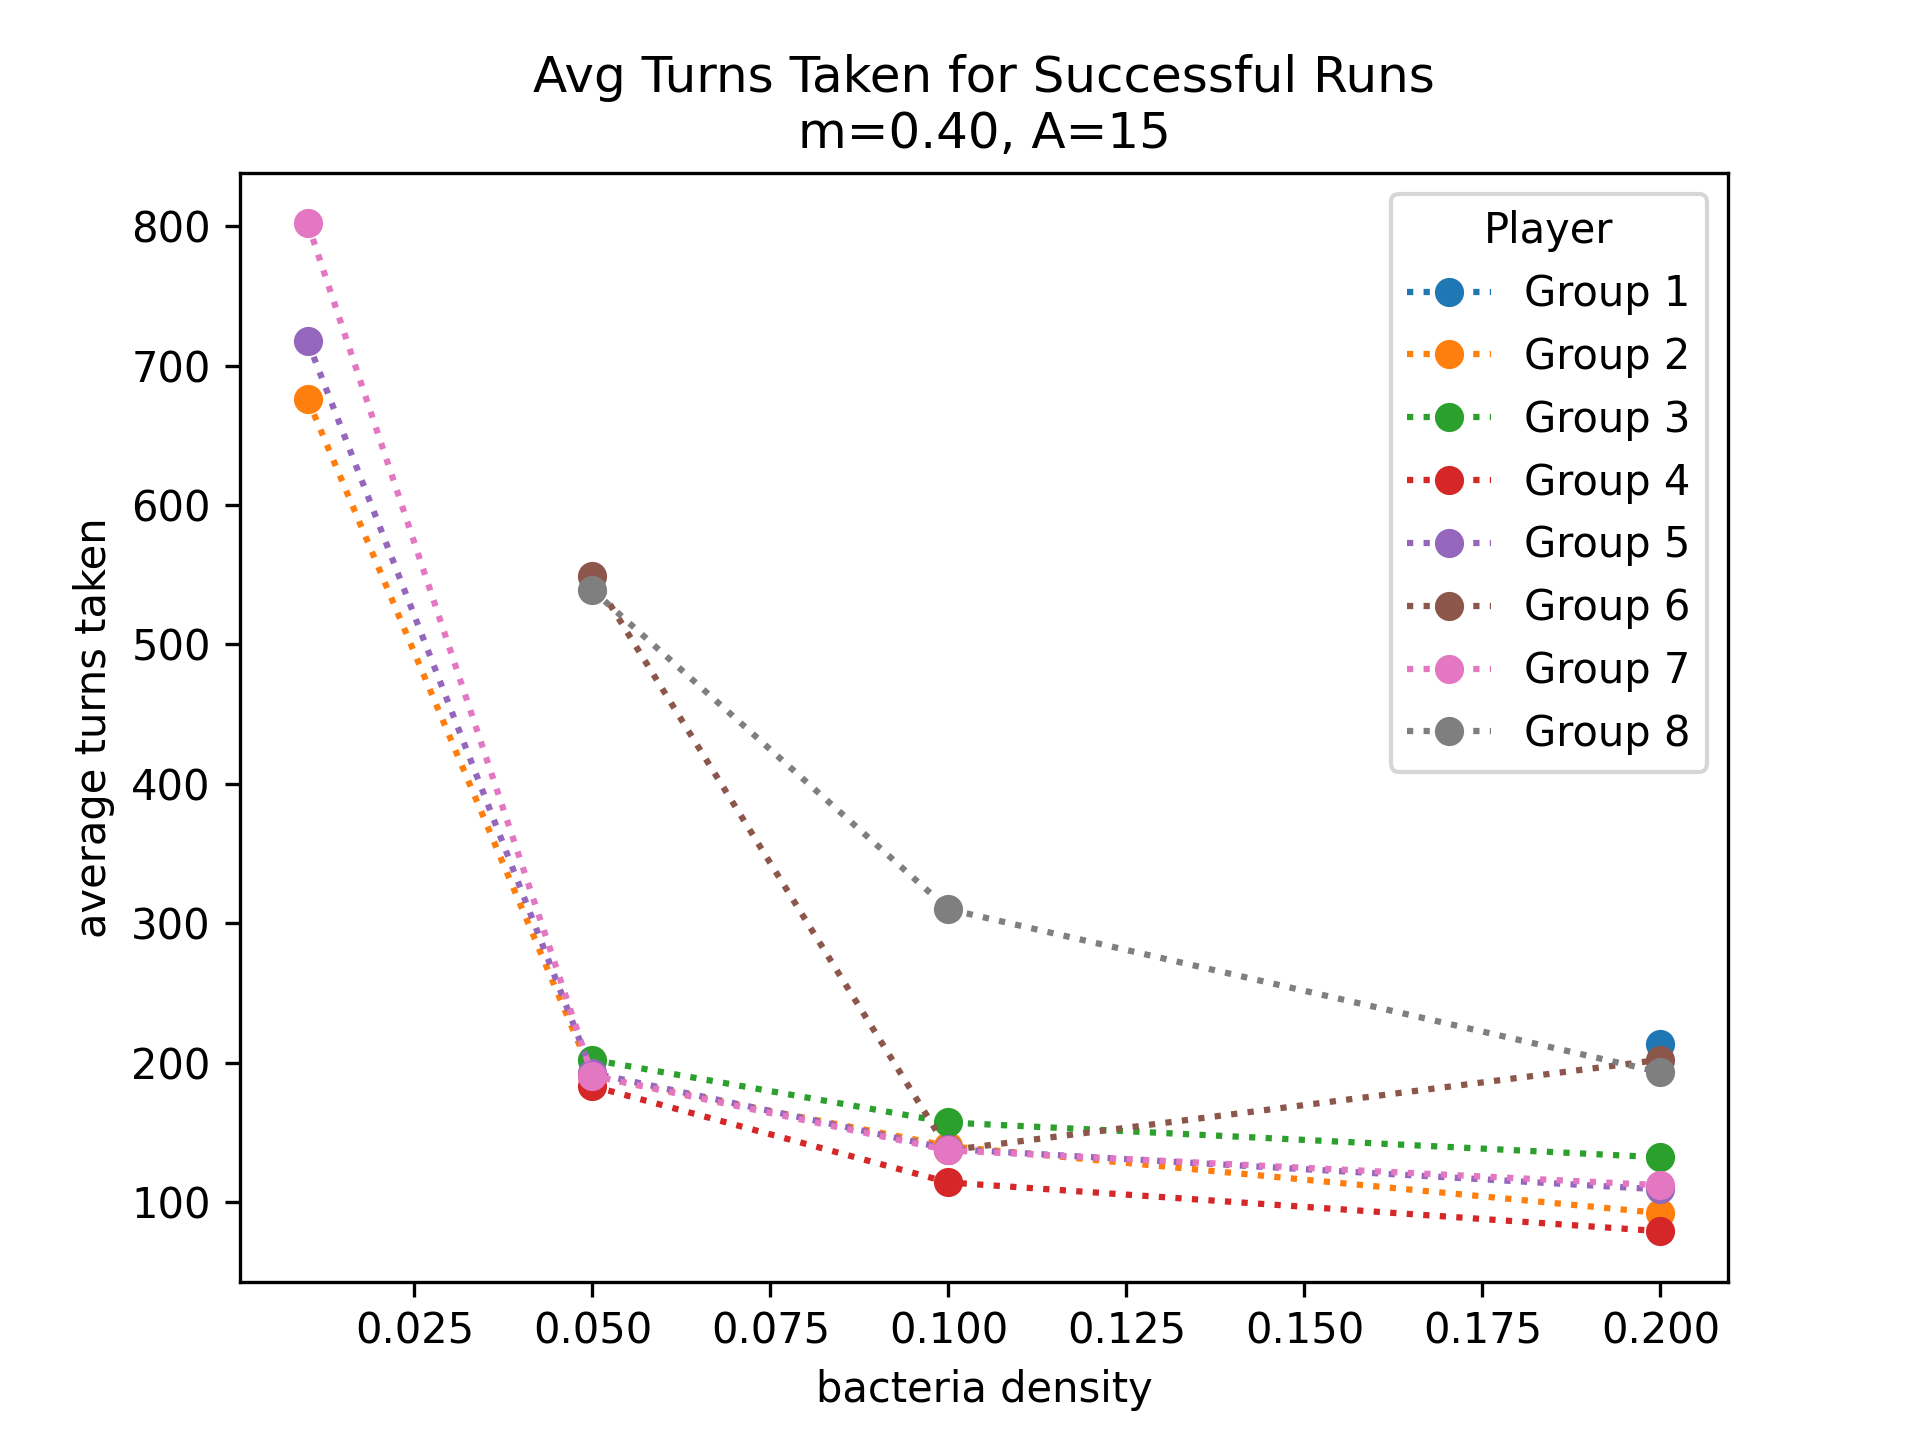 Avg Turns Taken for Successful Runs
m=0.40, A=15
Player
Group 1
Group 2
Group 3
Group 4
Group 5
Group 6
Group 7
Group 8
average turns taken
800
700
600
500
400
300
200
100
0.025 0.050 0.075 0.100 0.125 0.150 0.175 0.200
bacteria density